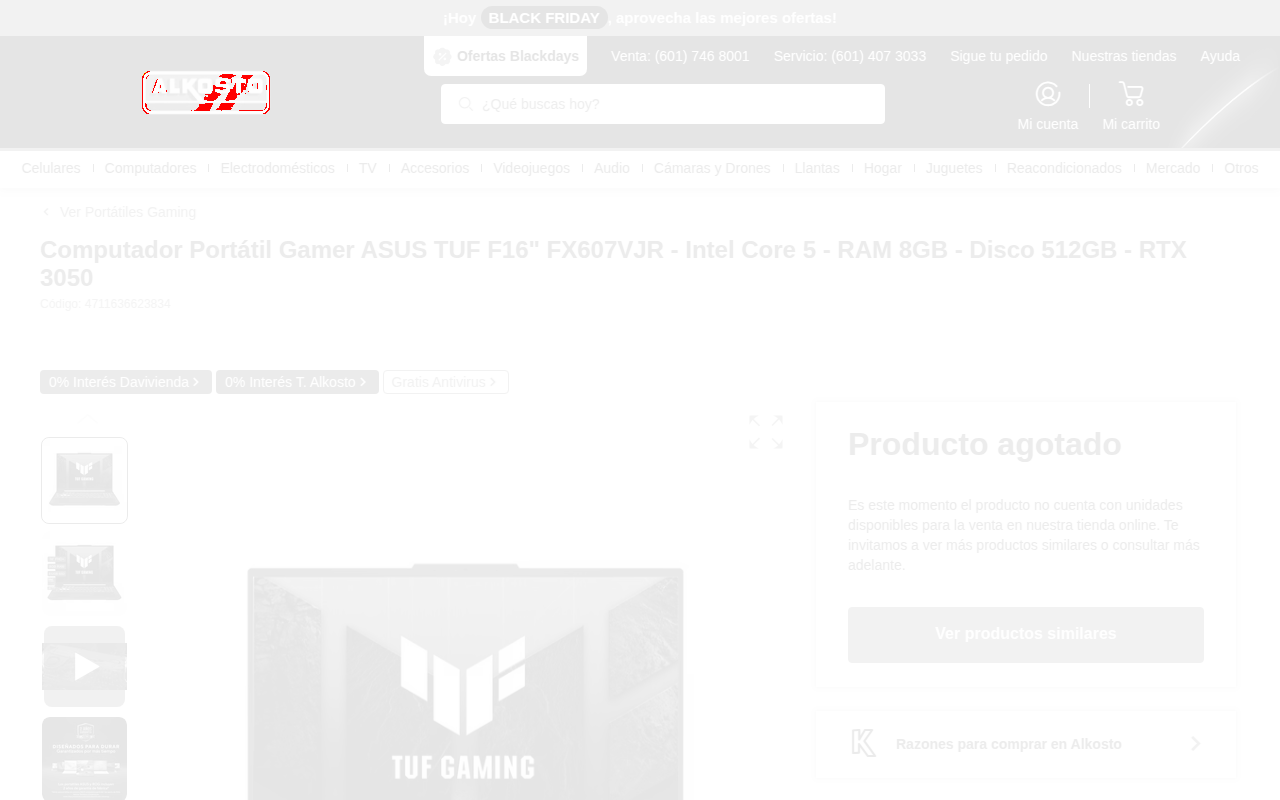 ¡Hoy BLACK FRIDAY, aprovecha las mejores ofertas!
Ofertas Blackdays
Venta: (601) 746 8001
Servicio: (601) 407 3033
Sigue tu pedido
Nuestras tiendas
Ayuda
ALKOSTO
¿Qué buscas hoy?
Mi cuenta
Mi carrito
Celulares
Computadores
Electrodomésticos
TV
Accesorios
Videojuegos
Audio
Cámaras y Drones
Llantas
Hogar
Juguetes
Reacondicionados
Mercado
Otros
Ver Portátiles Gaming
Computador Portátil Gamer ASUS TUF F16" FX607VJR - Intel Core 5 - RAM 8GB - Disco 512GB - RTX
3050
Código: 4711636623834
0% Interés Davivienda
0% Interés T. Alkosto
Gratis Antivirus
TUF GAMING
TUF GAMING
Producto agotado
Es este momento el producto no cuenta con unidades
disponibles para la venta en nuestra tienda online. Te
invitamos a ver más productos similares o consultar más
adelante.
Ver productos similares
Razones para comprar en Alkosto